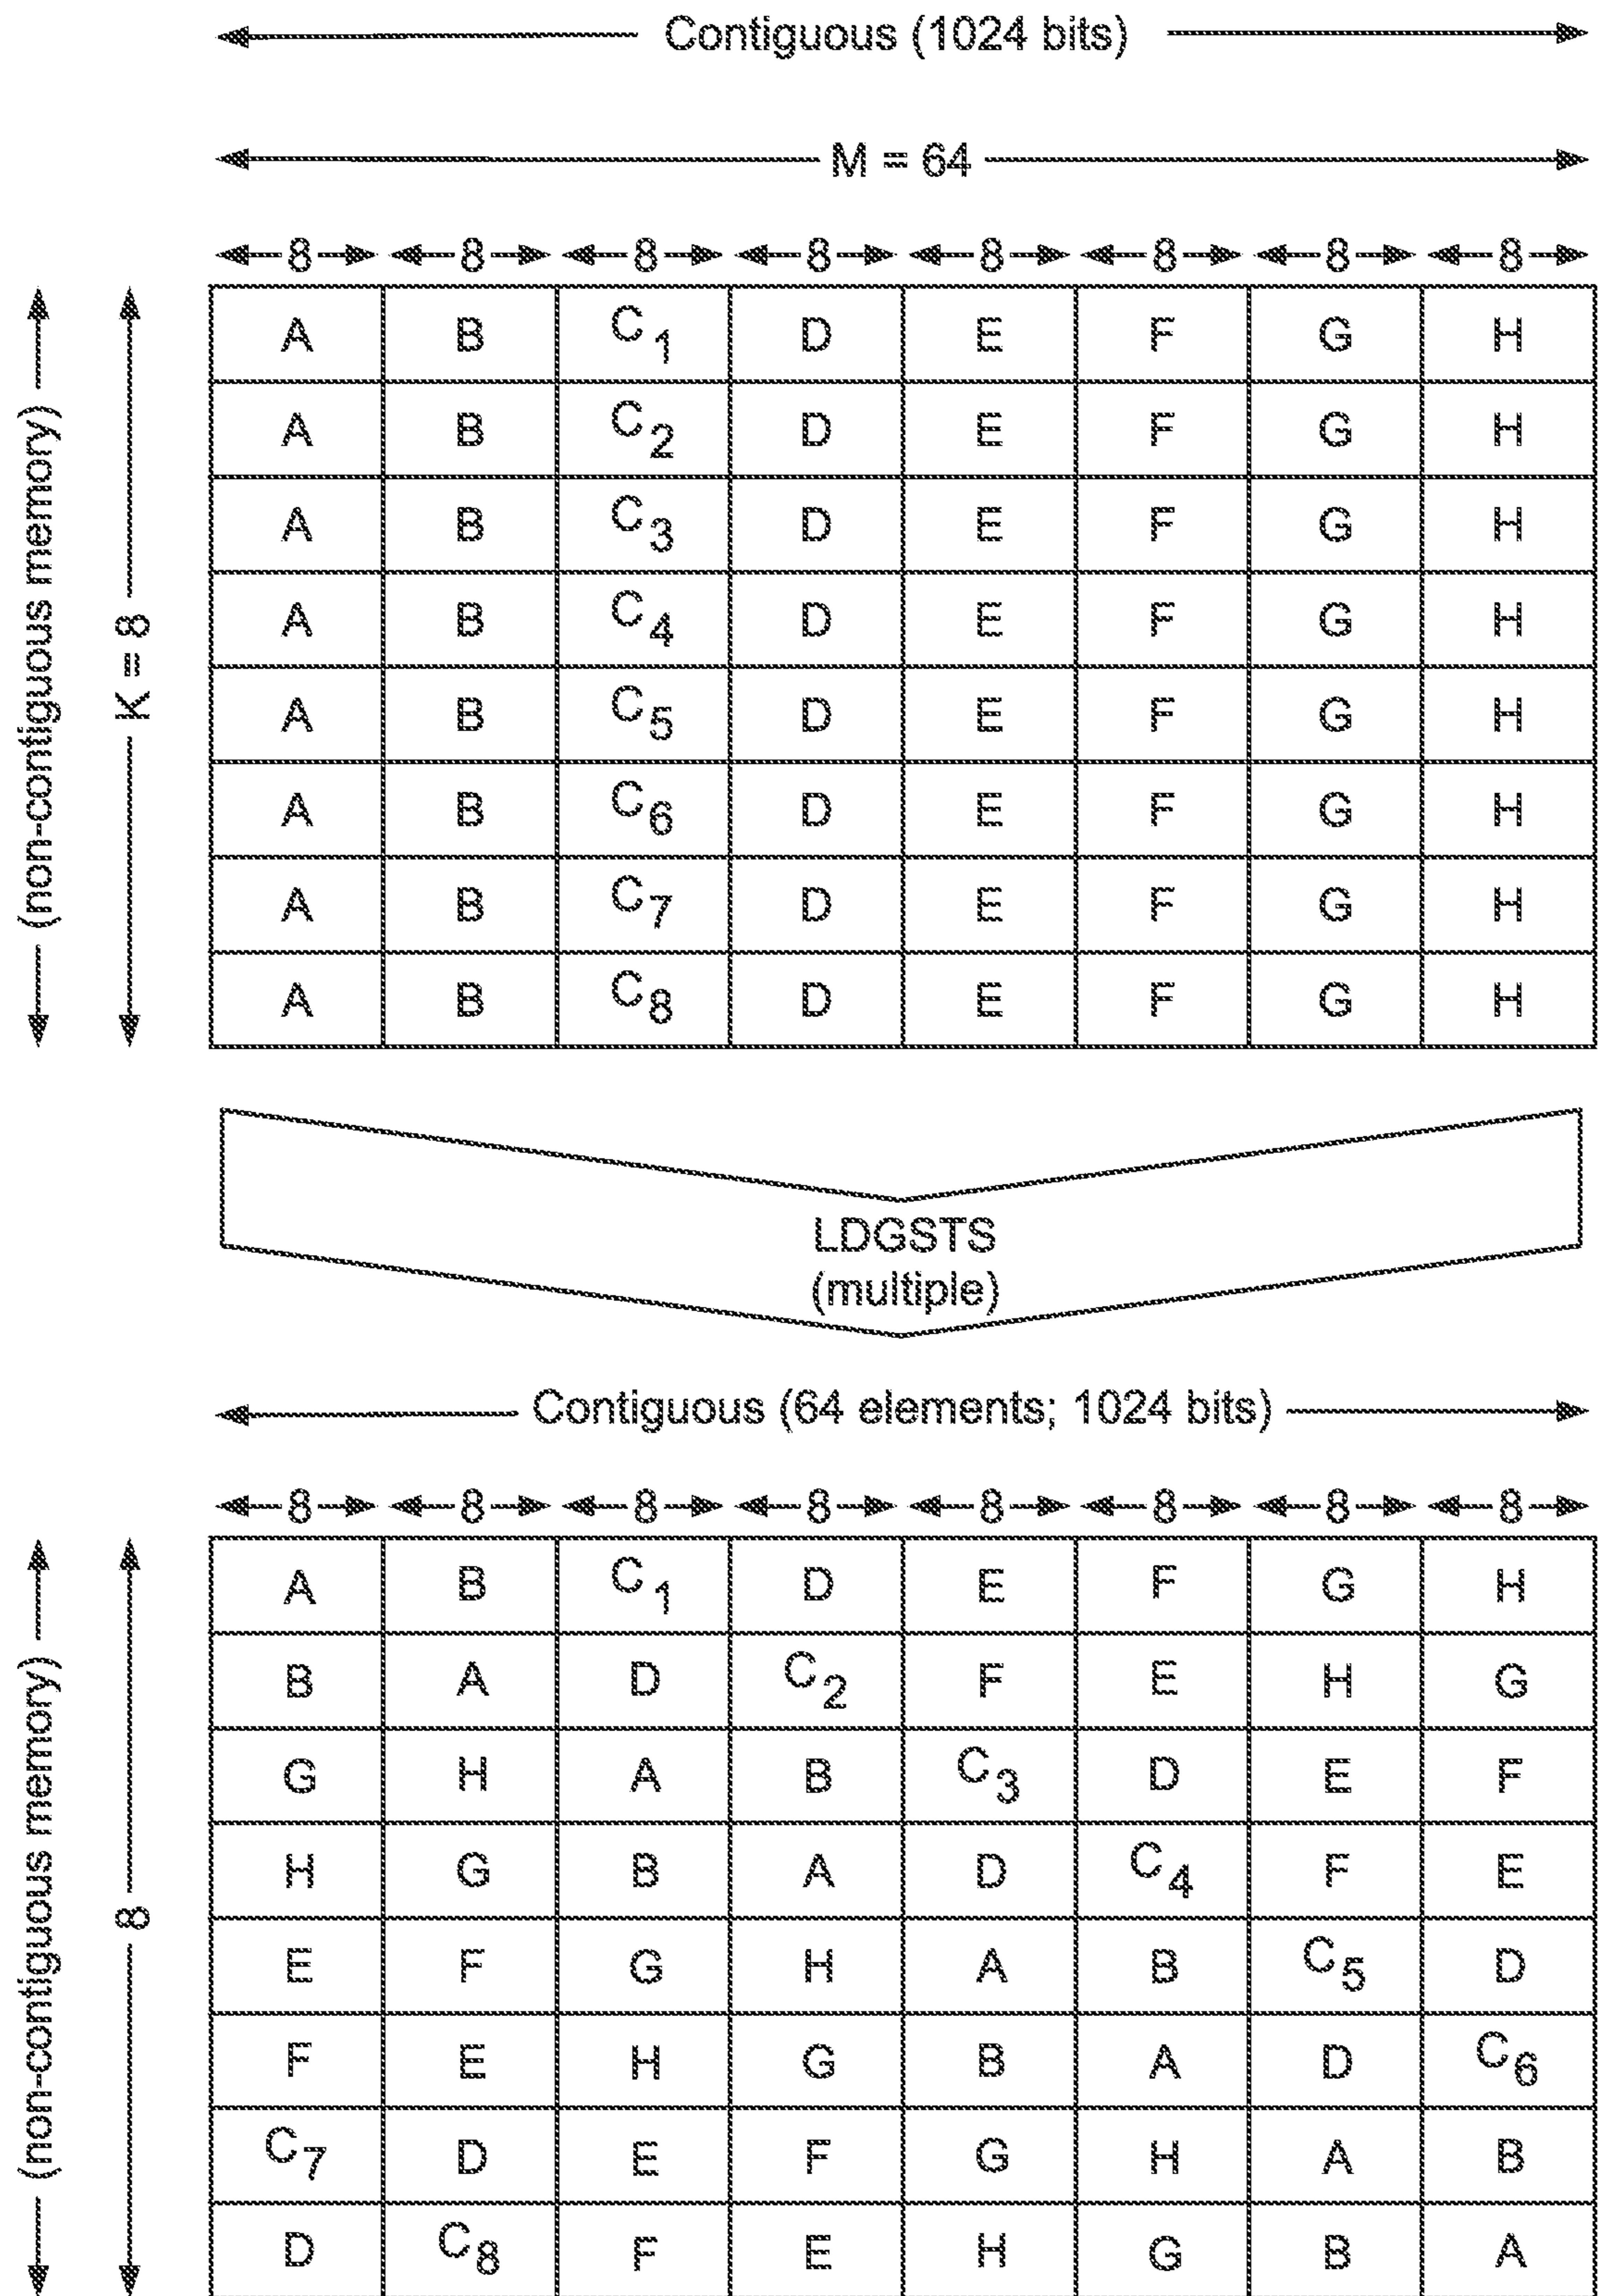 Contiguous (1024 bits)
M = 64
8 8 8 8 8 8 8 8
(non-contiguous memory)
K = 8
A B C1 D E F G H
A B C2 D E F G H
A B C3 D E F G H
A B C4 D E F G H
A B C5 D E F G H
A B C6 D E F G H
A B C7 D E F G H
A B C8 D E F G H
LDGSTS
(multiple)
Contiguous (64 elements; 1024 bits)
8 8 8 8 8 8 8 8
(non-contiguous memory)
8
A B C1 D E F G H
B A D C2 F E H G
G H A B C3 D E F
H G B A D C4 F E
E F G H A B C5 D
F E H G B A D C6
C7 D E F G H A B
D C8 F E H G B A